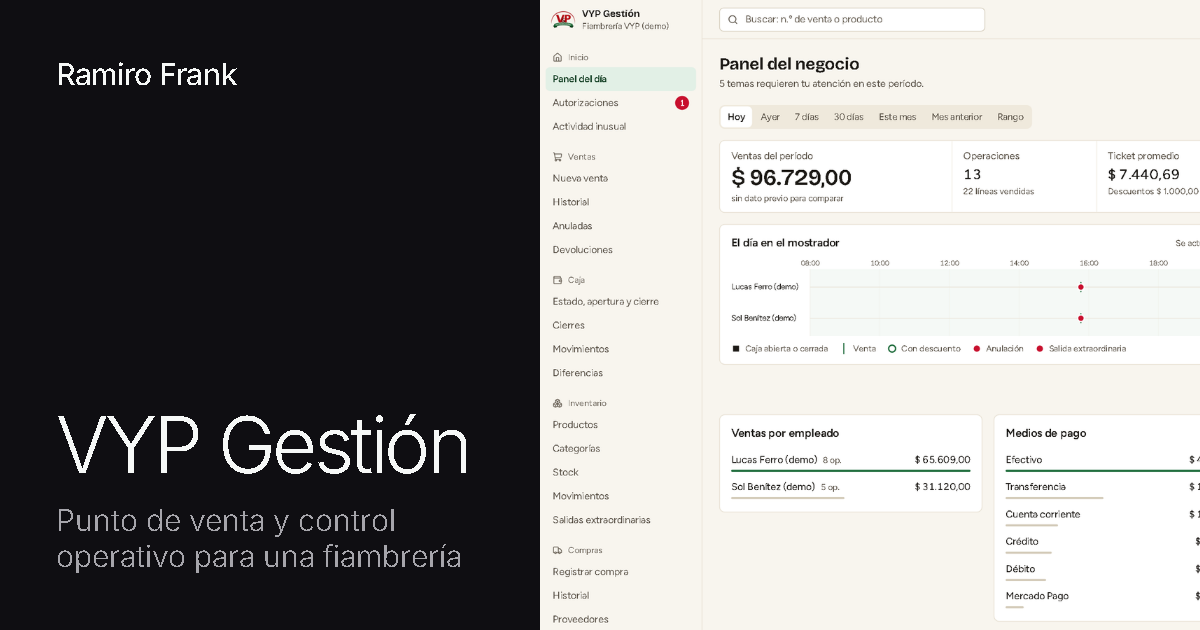 Ramiro Frank
VYP Gestión
Punto de venta y control
operativo para una fiambrería
VYP
VYP Gestión
Fiambrería VYP (demo)
Inicio
Panel del día
Autorizaciones
1
Actividad inusual
Ventas
Nueva venta
Historial
Anuladas
Devoluciones
Caja
Estado, apertura y cierre
Cierres
Movimientos
Diferencias
Inventario
Productos
Categorías
Stock
Movimientos
Salidas extraordinarias
Compras
Registrar compra
Historial
Proveedores
Buscar: n.º de venta o producto
Panel del negocio
5 temas requieren tu atención en este período.
Hoy Ayer 7 días 30 días Este mes Mes anterior Rango
Ventas del período
$ 96.729,00
sin dato previo para comparar
Operaciones
13
22 líneas vendidas
Ticket promedio
$ 7.440,69
Descuentos $ 1.000,00
El día en el mostrador
Se act
08:00 10:00 12:00 14:00 16:00 18:00
Lucas Ferro (demo)
Sol Benítez (demo)
Caja abierta o cerrada Venta Con descuento Anulación Salida extraordinaria
Ventas por empleado
Lucas Ferro (demo) 8 op. $ 65.609,00
Sol Benítez (demo) 5 op. $ 31.120,00
Medios de pago
Efectivo $ 4
Transferencia $ 1
Cuenta corriente $ 1
Crédito $
Débito $
Mercado Pago $